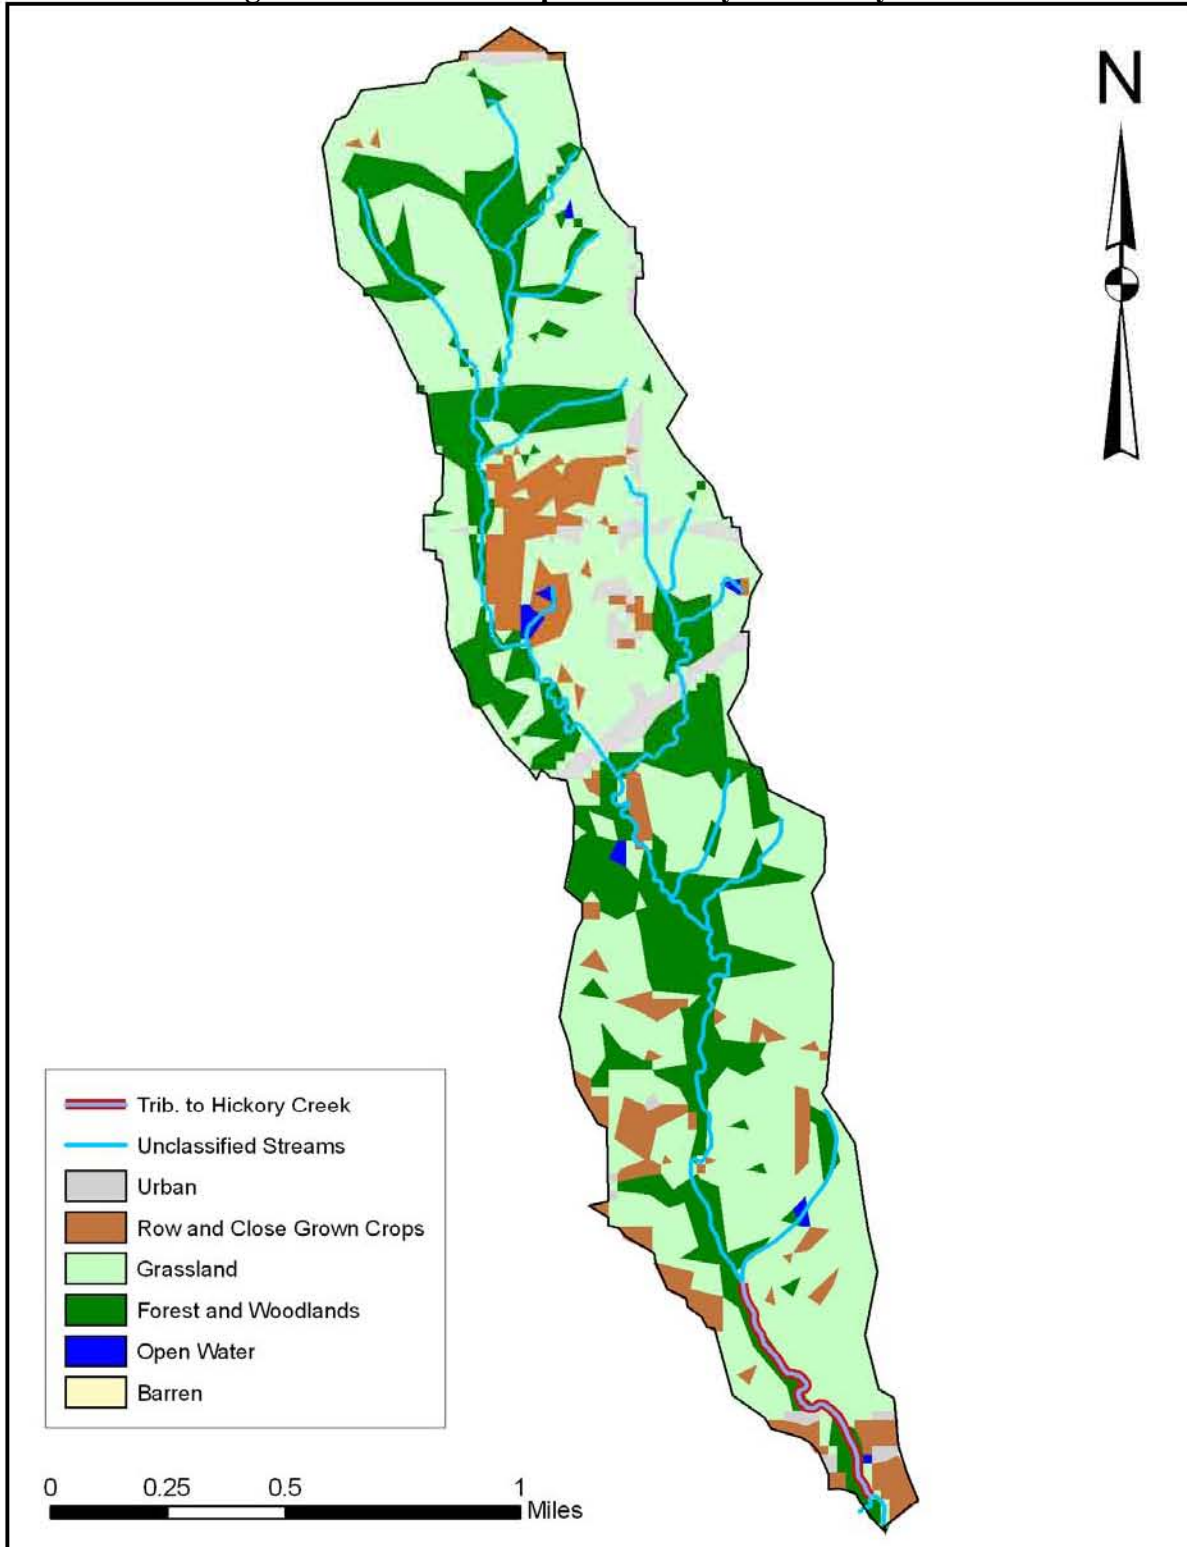 N
Trib. to Hickory Creek
Unclassified Streams
Urban
Row and Close Grown Crops
Grassland
Forest and Woodlands
Open Water
Barren
0 0.25 0.5 1
Miles